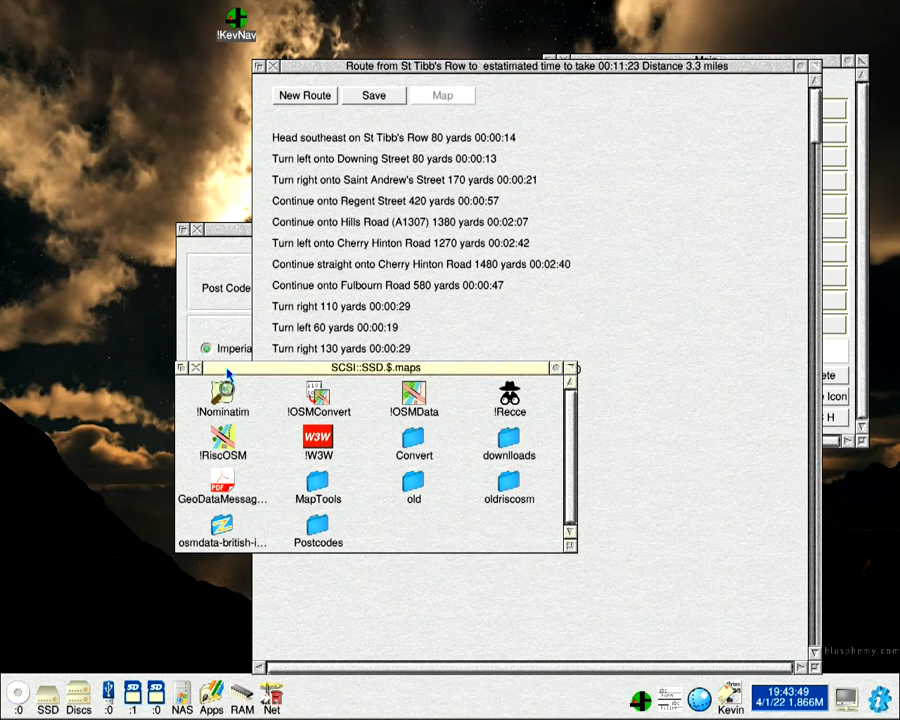 !KevNav
Route from St Tibb's Row to  estatimated time to take 00:11:23 Distance 3.3 miles
New Route
Save
Map
Head southeast on St Tibb's Row 80 yards 00:00:14
Turn left onto Downing Street 80 yards 00:00:13
Turn right onto Saint Andrew's Street 170 yards 00:00:21
Continue onto Regent Street 420 yards 00:00:57
Continue onto Hills Road (A1307) 1380 yards 00:02:07
Turn left onto Cherry Hinton Road 1270 yards 00:02:42
Continue straight onto Cherry Hinton Road 1480 yards 00:02:40
Continue onto Fulbourn Road 580 yards 00:00:47
Turn right 110 yards 00:00:29
Turn left 60 yards 00:00:19
Turn right 130 yards 00:00:29
Post Code
Imperia
SCSI::SSD.$.maps
!Nominatim
!OSMConvert
!OSMData
!Recce
!RiscOSM
W3W
!W3W
Convert
downlloads
PDF
GeoDataMessag...
MapTools
old
oldriscosm
osmdata-british-i...
Postcodes
ete
Icon
H
blasphemy.com
:0
SSD
Discs
:0
:1
:0
NAS
Apps
RAM
Net
Kevin
19:43:49
4/1/22 1,866M